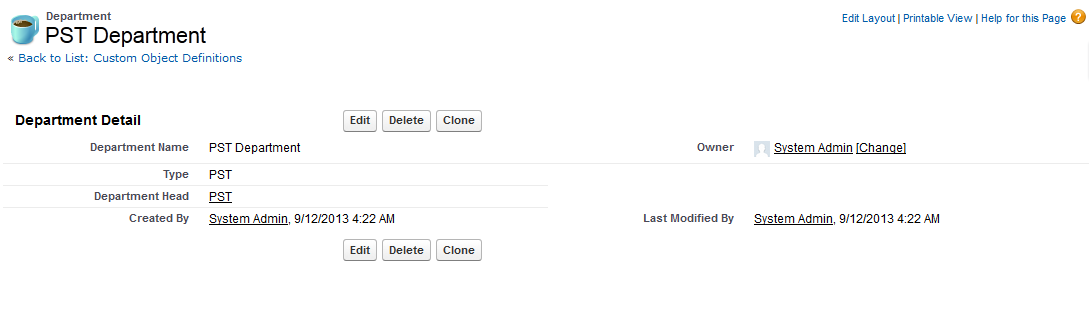 Department
PST Department
Edit Layout | Printable View | Help for this Page ?
« Back to List: Custom Object Definitions
Department Detail Edit Delete Clone
Department Name PST Department Owner System Admin [Change]
Type PST
Department Head PST
Created By System Admin, 9/12/2013 4:22 AM Last Modified By System Admin, 9/12/2013 4:22 AM
Edit Delete Clone